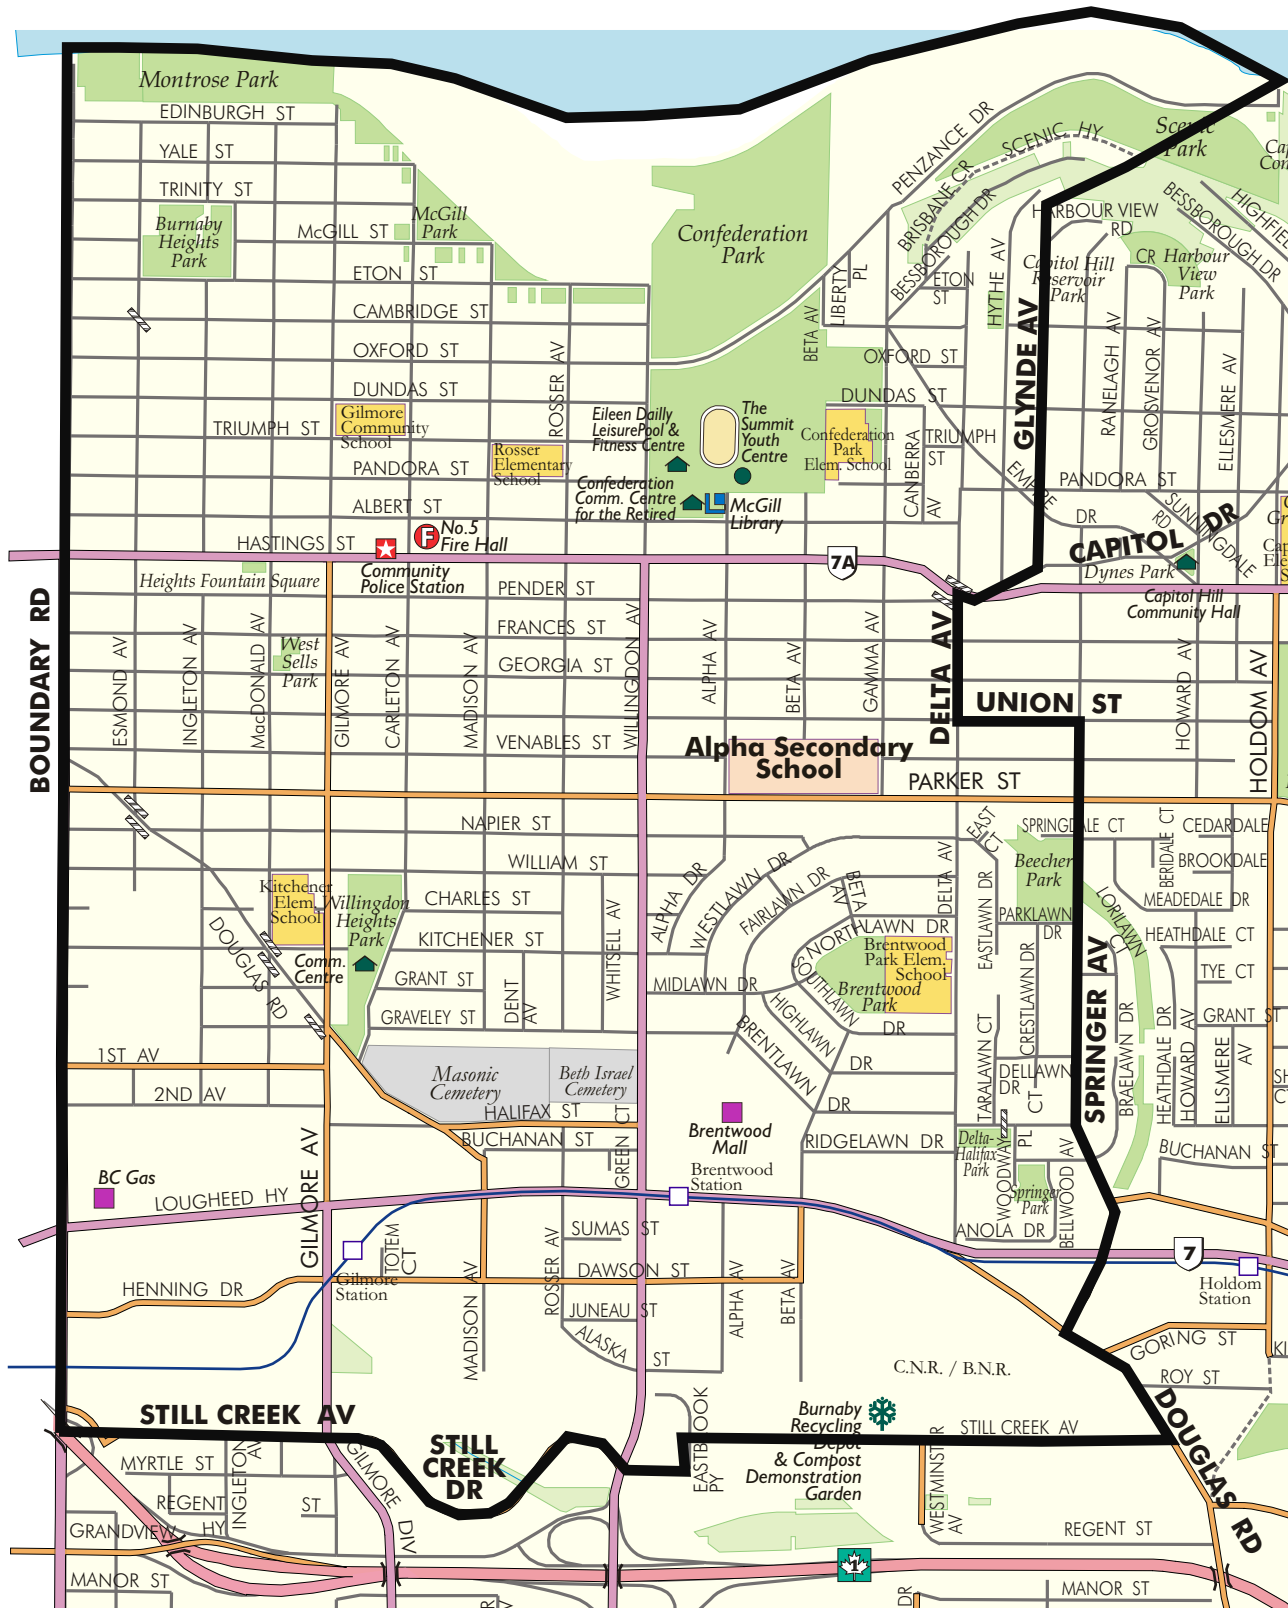 Montrose Park
EDINBURGH ST
YALE ST
TRINITY ST
Burnaby
Heights
Park
McGILL ST
McGill
Park
ETON ST
CAMBRIDGE ST
OXFORD ST
DUNDAS ST
Gilmore
Community
School
TRIUMPH ST
PANDORA ST
ALBERT ST
HASTINGS ST
ROSSER AV
Rosser
Elementary
School
Confederation
Park
Eileen Dailly
LeisurePool &
Fitness Centre
The
Summit
Youth
Centre
Confederation
Comm. Centre
for the Retired
McGill
Library
Confederation
Park
Elem. School
PENZANCE DR
SCENIC HY
Scenic
Park
BRISBANE CR
BESSBOROUGH DR
LIBERTY
PL
BETA AV
ETON
ST
HYTHE AV
OXFORD ST
DUNDAS ST
TRIUMPH
ST
CANBERRA
AV
EMPIRE
DR
GLYNDE AV
HARBOUR VIEW
RD
Capitol Hill
Reservoir
Park
CR
Harbour
View
Park
BESSBOROUGH DR
HIGHFIE
RANELAGH AV
GROSVENOR AV
ELLESMERE AV
PANDORA ST
SUNNINGDALE
RD
CAPITOL DR
Dynes Park
Capitol Hill
Community Hall
No.5
Fire Hall
F
Community
Police Station
7A
Heights Fountain Square
PENDER ST
FRANCES ST
GEORGIA ST
VENABLES ST
West
Sells
Park
BOUNDARY RD
ESMOND AV
INGLETON AV
MacDONALD AV
GILMORE AV
CARLETON AV
MADISON AV
WILLINGDON AV
ALPHA AV
BETA AV
GAMMA AV
DELTA AV
UNION ST
HOWARD AV
HOLDOM AV
Alpha Secondary
School
PARKER ST
NAPIER ST
WILLIAM ST
CHARLES ST
KITCHENER ST
GRANT ST
GRAVELEY ST
Kitchener
Elem.
School
Willingdon
Heights
Park
Comm.
Centre
DOUGLAS RD
DENT
AV
WHITSELL AV
ALPHA DR
WESTLAWN DR
FAIRLAWN DR
BETA
AV
NORTHLAWN DR
SOUTHLAWN
DR
MIDLAWN DR
HIGHLAWN
DR
BRENTLAWN
DR
RIDGELAWN DR
Brentwood
Park Elem.
School
Brentwood
Park
DELTA AV
EAST
CT
EASTLAWN DR
SPRINGDALE CT
Beecher
Park
PARKLAWN
DR
CRESTLAWN DR
TARALAWN CT
DELLAWN
DR
CT
SPRINGER AV
LORILAWN
CT
BERIDALE CT
CEDARDALE
BROOKDALE
MEADEDALE DR
HEATHDALE CT
TYE CT
GRANT ST
BRAELAWN DR
HEATHDALE DR
HOWARD AV
ELLSMERE
AV
BUCHANAN ST
1ST AV
2ND AV
Masonic
Cemetery
Beth Israel
Cemetery
HALIFAX ST
BUCHANAN ST
GREEN CT
Brentwood
Mall
Brentwood
Station
Delta-
Halifax
Park
WOODWAY
PL
Springer
Park
BELLWOOD AV
ANOLA DR
BC Gas
LOUGHEED HY
GILMORE AV
TOTEM
CT
Gilmore
Station
HENNING DR
SUMAS ST
DAWSON ST
JUNEAU ST
ALASKA
ST
MADISON AV
ROSSER AV
ALPHA AV
BETA AV
7
Holdom
Station
GORING ST
ROY ST
C.N.R. / B.N.R.
Burnaby
Recycling
Depot
& Compost
Demonstration
Garden
STILL CREEK AV
STILL CREEK AV
STILL
CREEK
DR
EASTBROOK
PY
WESTMINSTER
AV
DOUGLAS RD
MYRTLE ST
REGENT
ST
INGLETON
AV
GRANDVIEW HY
GILMORE DIV
MANOR ST
1
REGENT ST
MANOR ST
DR